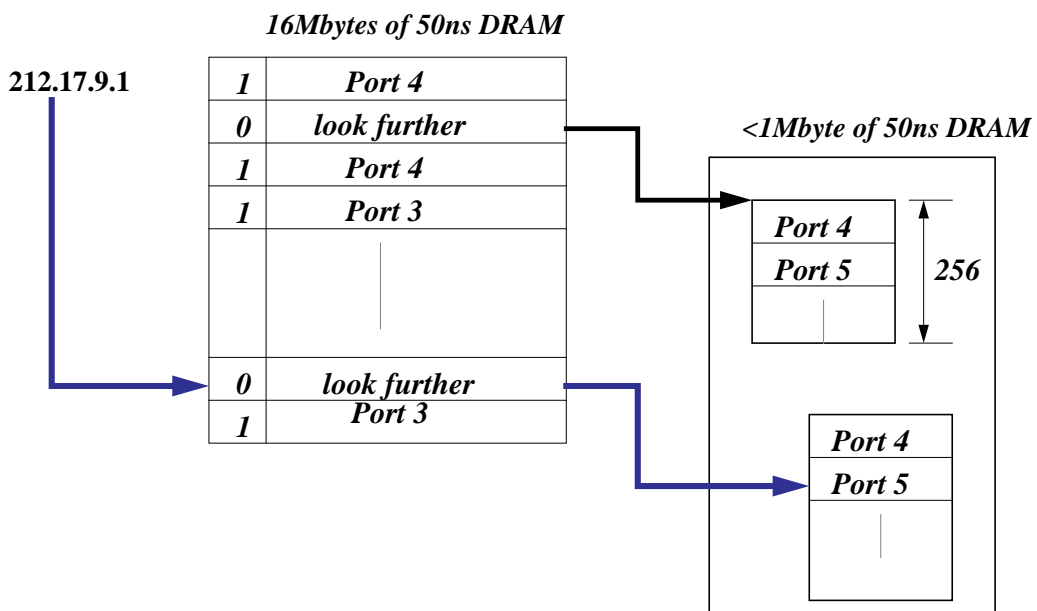 16Mbytes of 50ns DRAM
212.17.9.1
1 Port 4
0 look further
1 Port 4
1 Port 3
0 look further
1 Port 3
<1Mbyte of 50ns DRAM
Port 4
Port 5
256
Port 4
Port 5